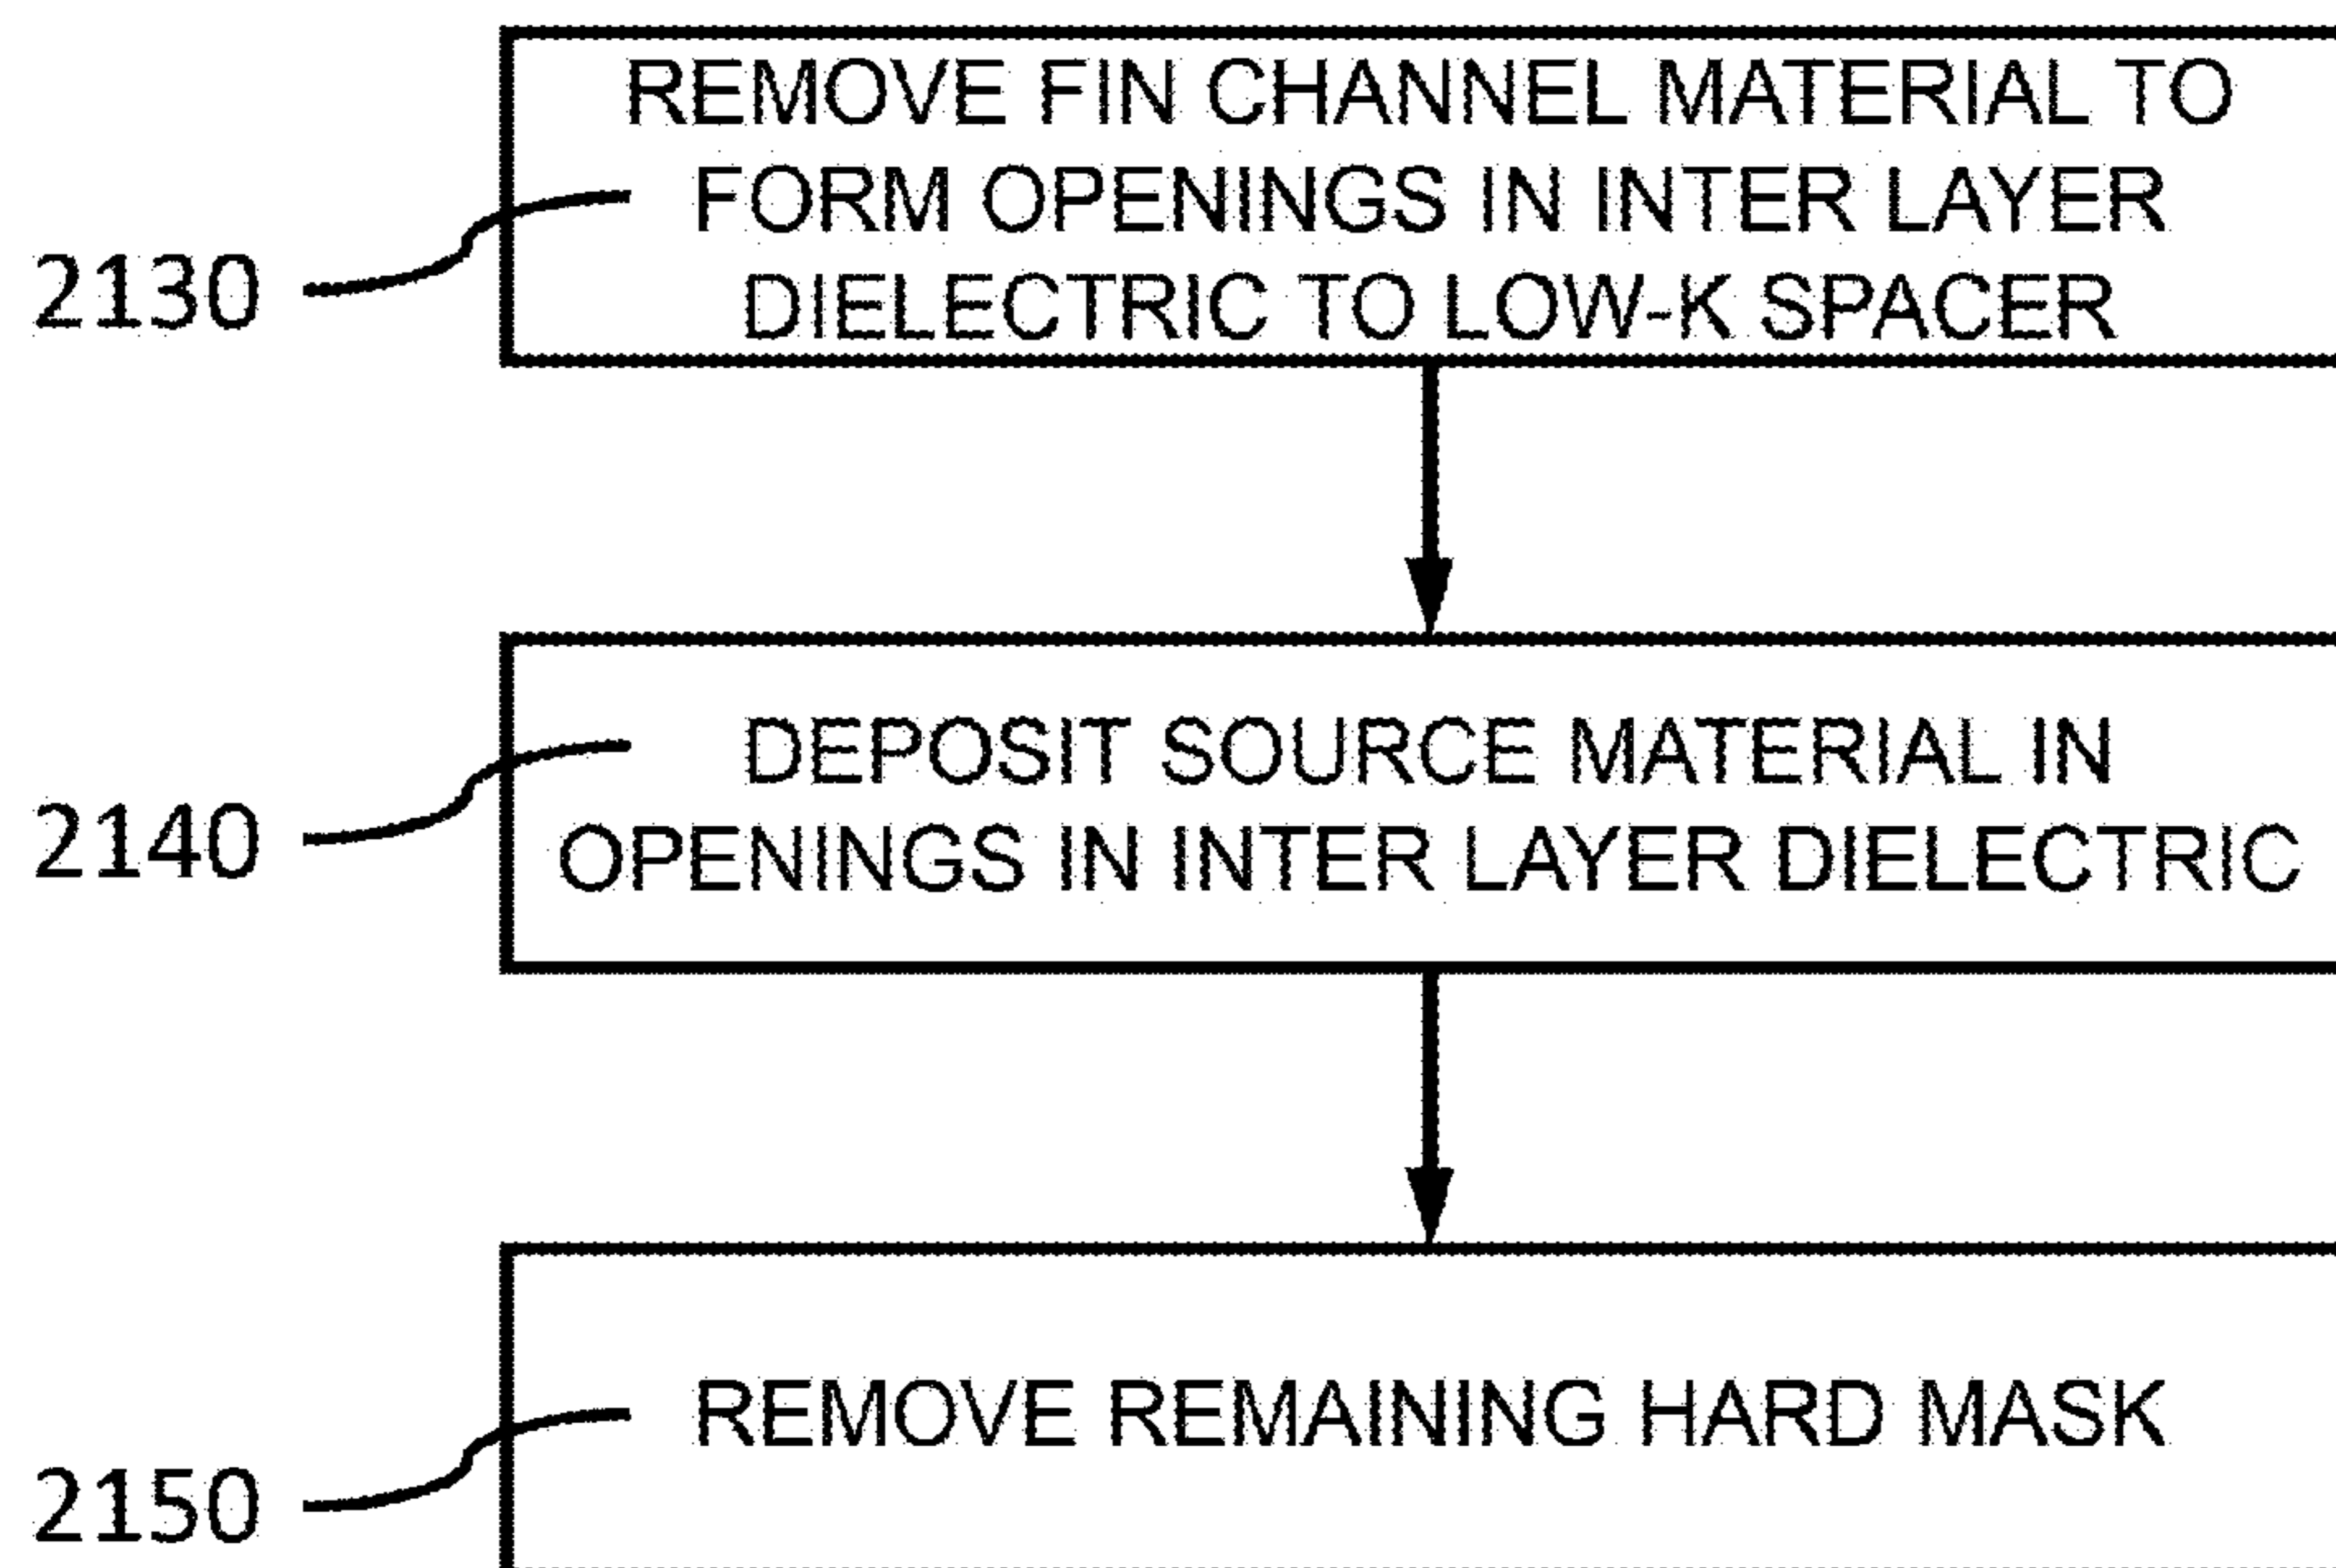 REMOVE FIN CHANNEL MATERIAL TO
FORM OPENINGS IN INTER LAYER
DIELECTRIC TO LOW-K SPACER
2130
DEPOSIT SOURCE MATERIAL IN
OPENINGS IN INTER LAYER DIELECTRIC
2140
REMOVE REMAINING HARD MASK
2150